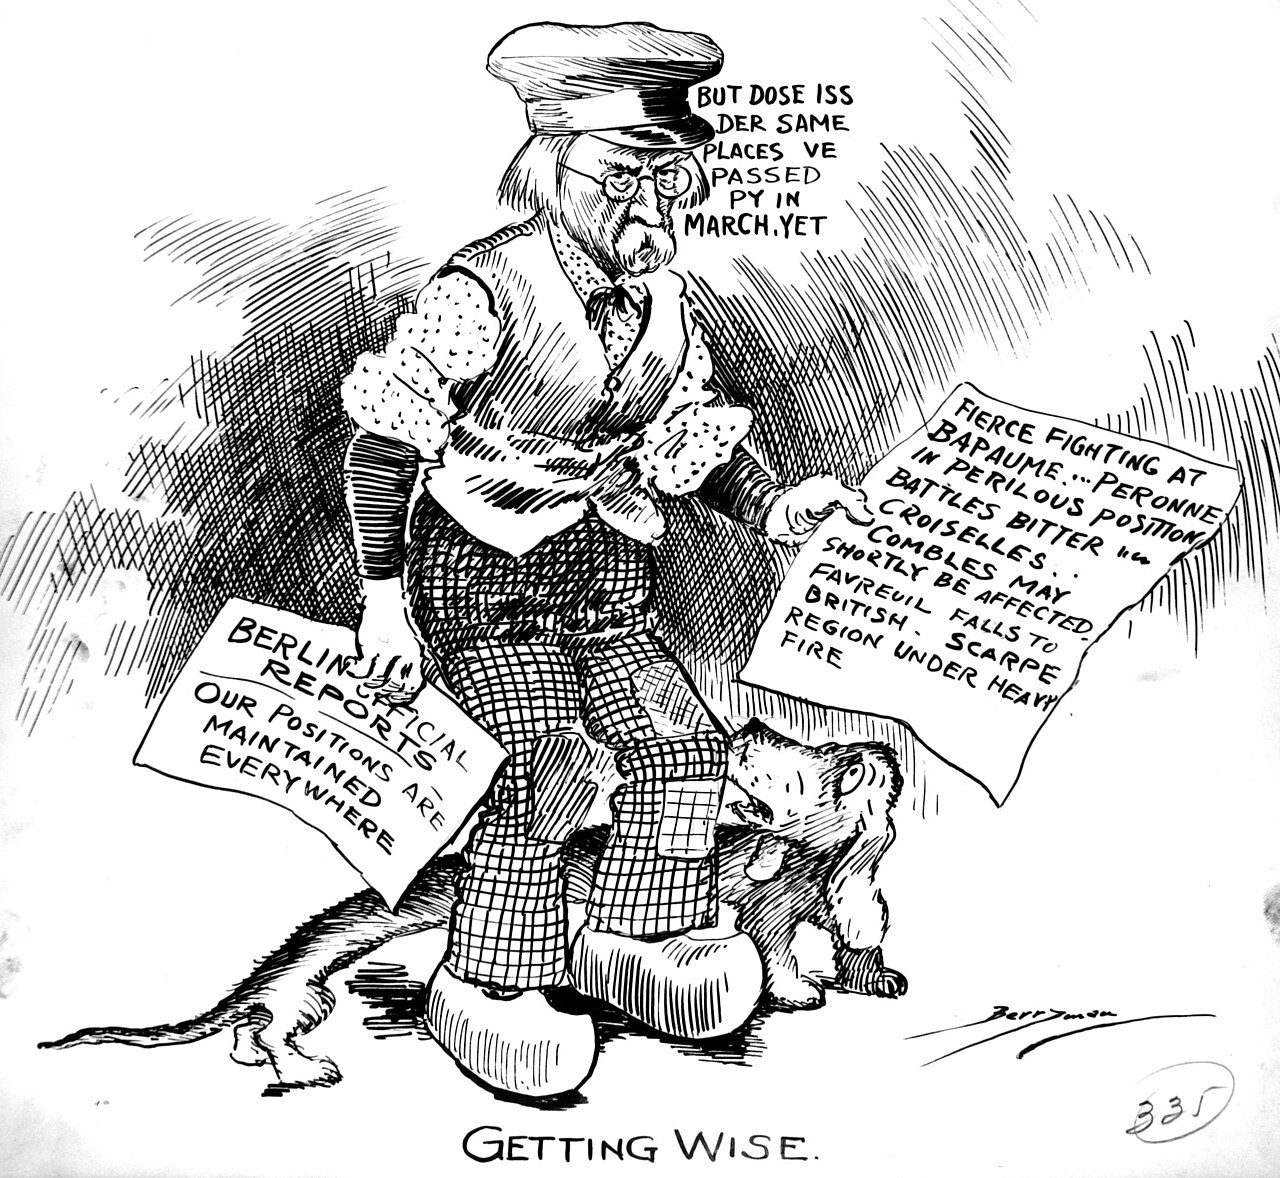 BUT DOSE ISS
DER SAME
PLACES VE
PASSED
PY IN
MARCH, YET
FIERCE FIGHTING AT
BAPAUME... PERONNE
IN PERILOUS POSITION
BATTLES BITTER IN
CROISELLES..
COMBLES MAY
SHORTLY BE AFFECTED.
FAVREUIL FALLS TO
BRITISH. SCARPE
REGION UNDER HEAVY
FIRE
BERLIN OFFICIAL
REPORTS
OUR POSITIONS ARE
MAINTAINED
EVERYWHERE
Berryman
335
GETTING WISE.